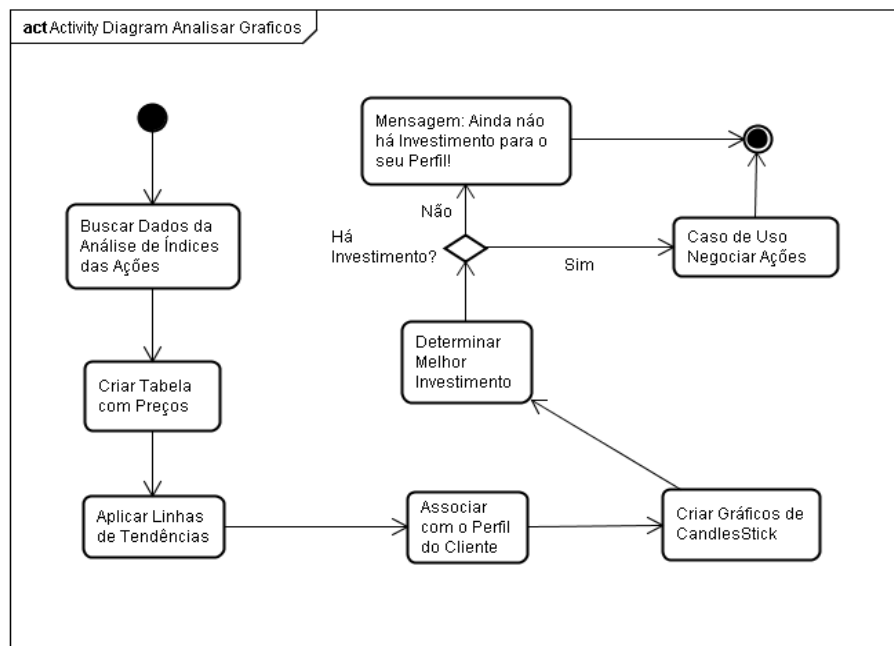 act Activity Diagram Analisar Graficos
Buscar Dados da
Análise de Índices
das Ações
Criar Tabela
com Preços
Aplicar Linhas
de Tendências
Associar
com o Perfil
do Cliente
Criar Gráficos de
CandlesStick
Determinar
Melhor
Investimento
Há
Investimento?
Não
Mensagem: Ainda náo
há Investimento para o
seu Perfil!
Sim
Caso de Uso
Negociar Ações